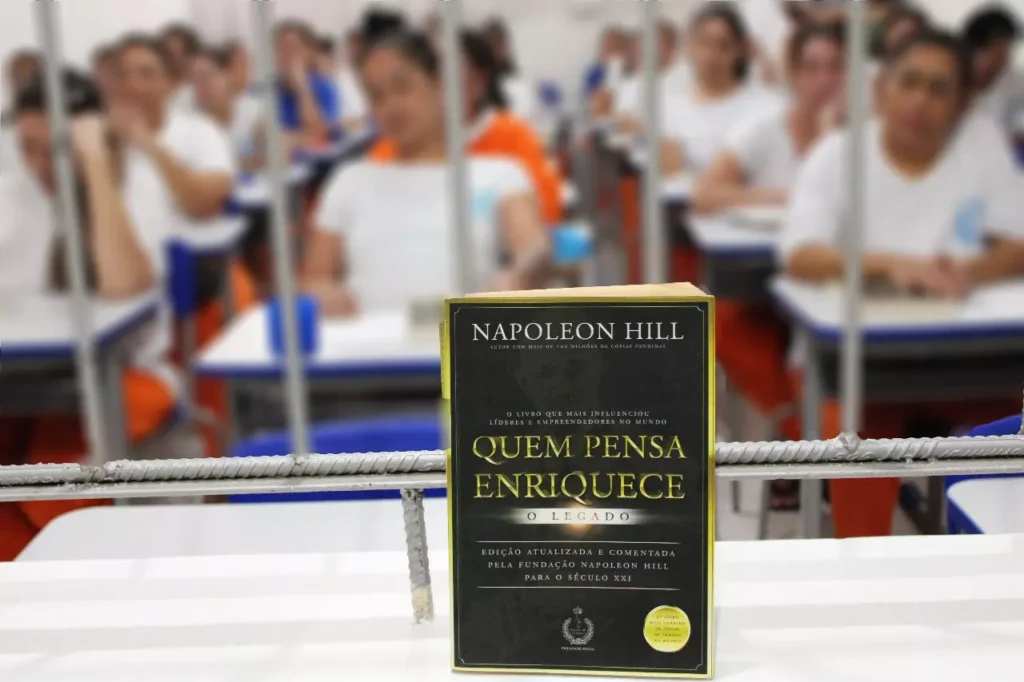 NAPOLEON HILL
AUTOR COM MAIS DE 120 MILHÕES DE CÓPIAS VENDIDAS
O LIVRO QUE MAIS INFLUENCIOU
LÍDERES E EMPREENDEDORES NO MUNDO
QUEM PENSA
ENRIQUECE
O LEGADO
EDIÇÃO ATUALIZADA E COMENTADA
PELA FUNDAÇÃO NAPOLEON HILL
PARA O SÉCULO XXI